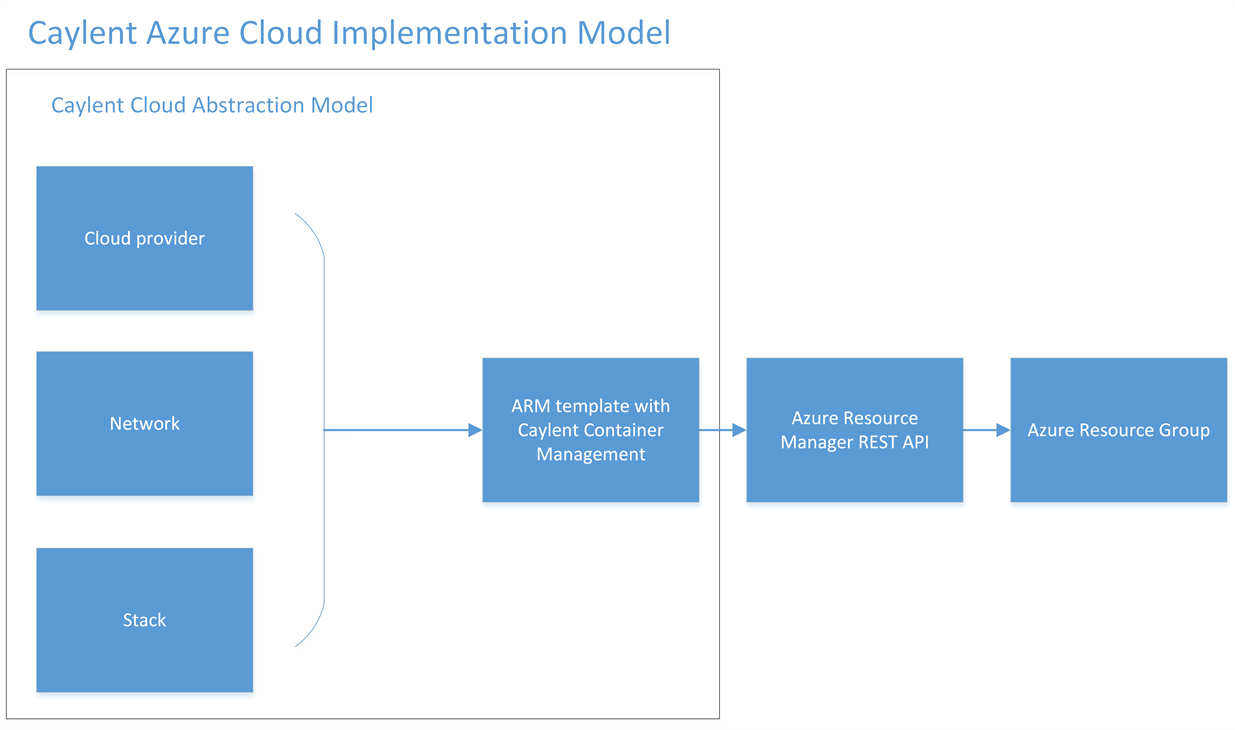 Caylent Azure Cloud Implementation Model
Caylent Cloud Abstraction Model
Cloud provider
Network
Stack
ARM template with
Caylent Container
Management
Azure Resource
Manager REST API
Azure Resource Group